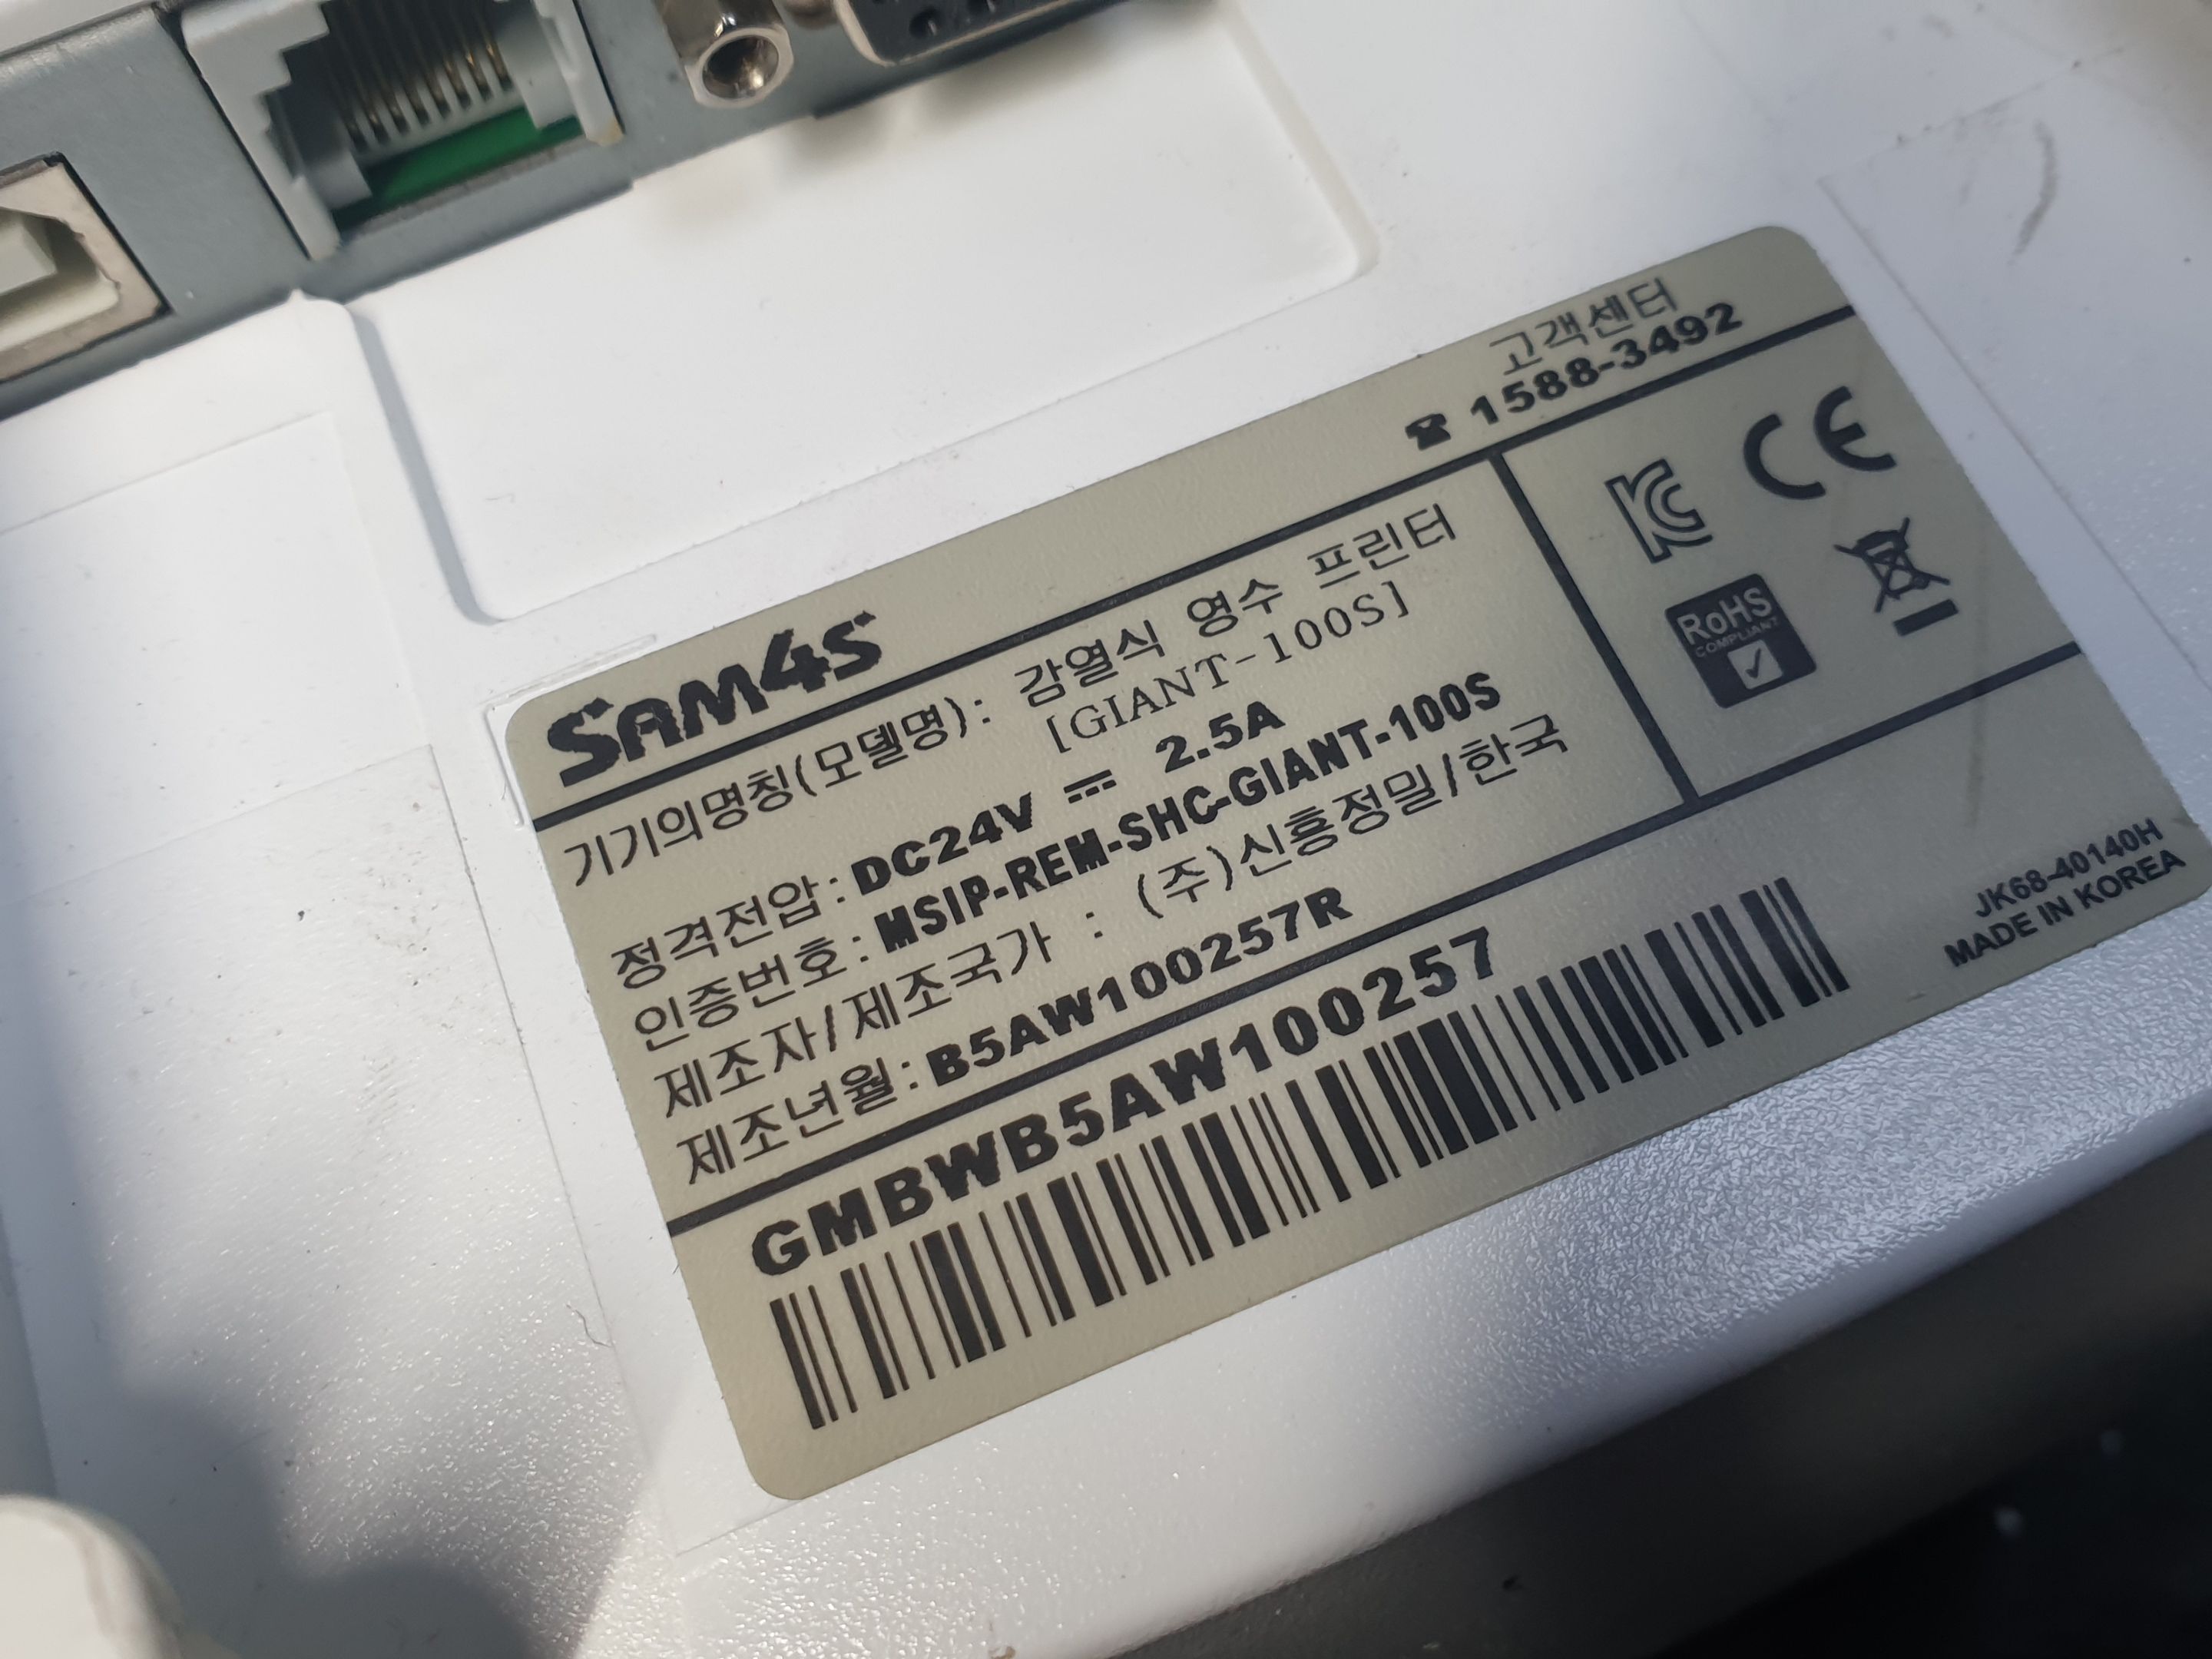 SAM4S
고객센터
☎ 1588-3492
기기의명칭(모델명): 감열식 영수 프린터
[GIANT-100S]
정격전압: DC24V ⎓ 2.5A
인증번호: MSIP-REM-SHC-GIANT-100S
제조자/제조국가 : (주)신흥정밀/한국
제조년월: B5AW100257R
CE
RoHS
COMPLIANT
GMBWB5AW100257
JK68-40140H
MADE IN KOREA